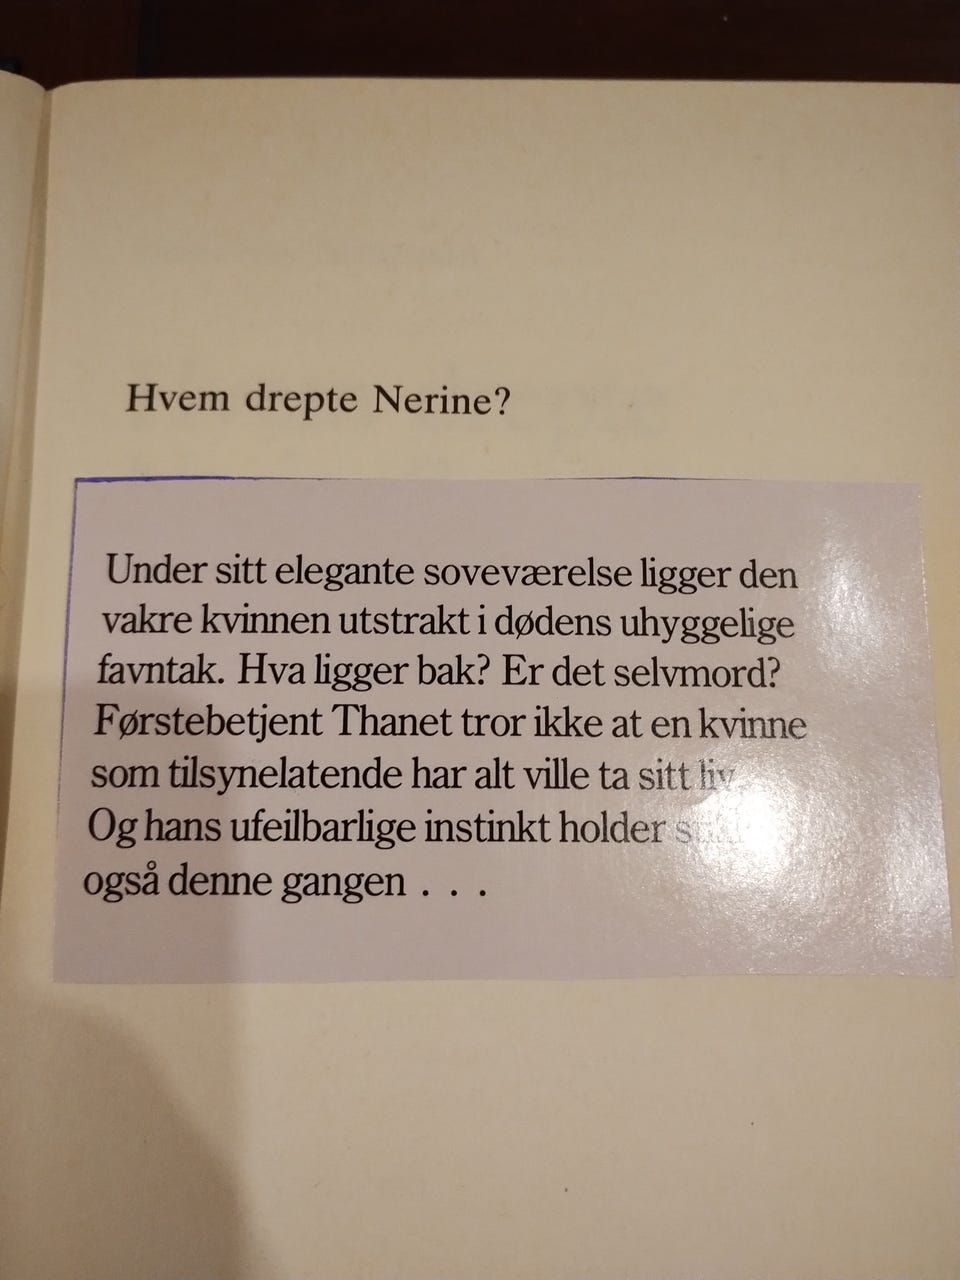 Hvem drepte Nerine?
Under sitt elegante soveværelse ligger den
vakre kvinnen utstrakt i dødens uhyggelige
favntak. Hva ligger bak? Er det selvmord?
Førstebetjent Thanet tror ikke at en kvinne
som tilsynelatende har alt ville ta sitt liv
Og hans ufeilbarlige instinkt holder
også denne gangen . . .